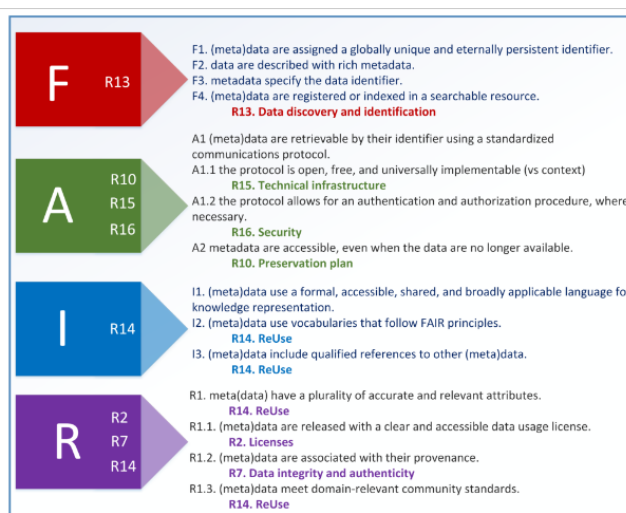 F
R13
F1. (meta)data are assigned a globally unique and eternally persistent identifier.
F2. data are described with rich metadata.
F3. metadata specify the data identifier.
F4. (meta)data are registered or indexed in a searchable resource.
R13. Data discovery and identification
A
R10
R15
R16
A1 (meta)data are retrievable by their identifier using a standardized
communications protocol.
A1.1 the protocol is open, free, and universally implementable (vs context)
R15. Technical infrastructure
A1.2 the protocol allows for an authentication and authorization procedure, where
necessary.
R16. Security
A2 metadata are accessible, even when the data are no longer available.
R10. Preservation plan
I
R14
I1. (meta)data use a formal, accessible, shared, and broadly applicable language fo
knowledge representation.
I2. (meta)data use vocabularies that follow FAIR principles.
R14. ReUse
I3. (meta)data include qualified references to other (meta)data.
R14. ReUse
R
R2
R7
R14
R1. meta(data) have a plurality of accurate and relevant attributes.
R14. ReUse
R1.1. (meta)data are released with a clear and accessible data usage license.
R2. Licenses
R1.2. (meta)data are associated with their provenance.
R7. Data integrity and authenticity
R1.3. (meta)data meet domain-relevant community standards.
R14. ReUse